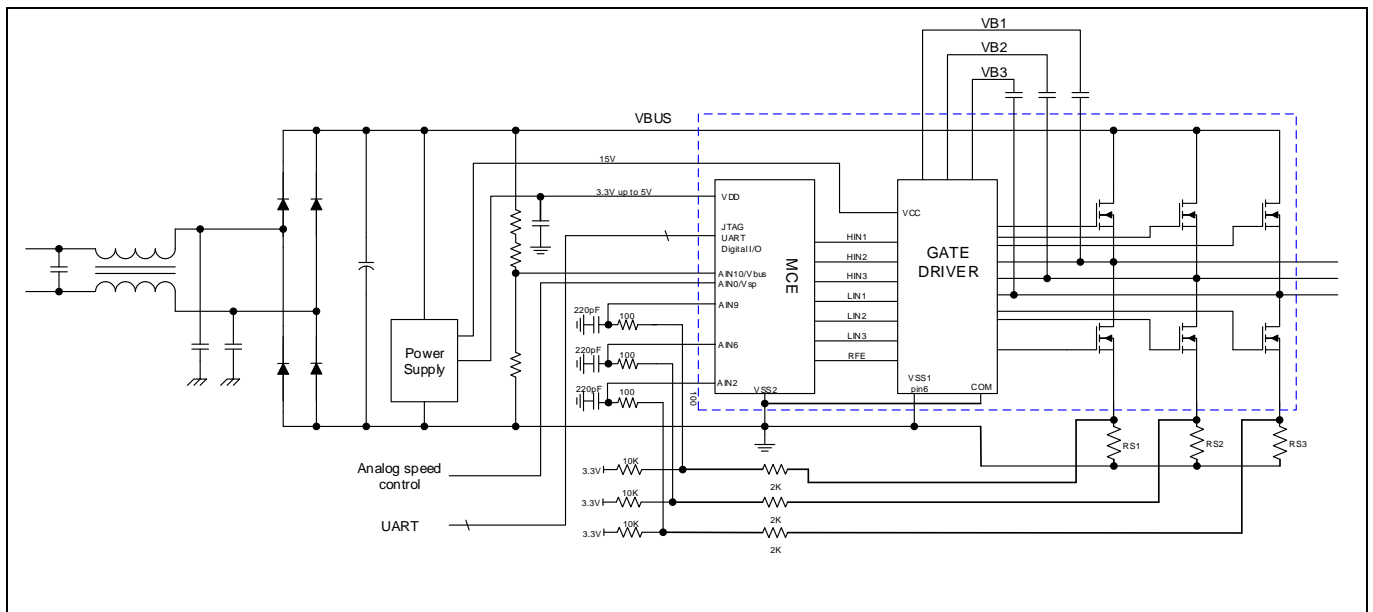 VB1
VB2
VB3
VBUS
15V
3.3V up to 5V
VDD
VCC
JTAG
UART
Digital I/O
AIN10/Vbus
AIN0/Vsp
AIN9
AIN6
AIN2
VSS2
MCE
HIN1
HIN2
HIN3
LIN1
LIN2
LIN3
RFE
GATE
DRIVER
VSS1
pin6
COM
Power
Supply
220pF
100
220pF
100
220pF
100
100
RS1
RS2
RS3
Analog speed
control
UART
3.3V
10K
2K
3.3V
10K
2K
3.3V
10K
2K